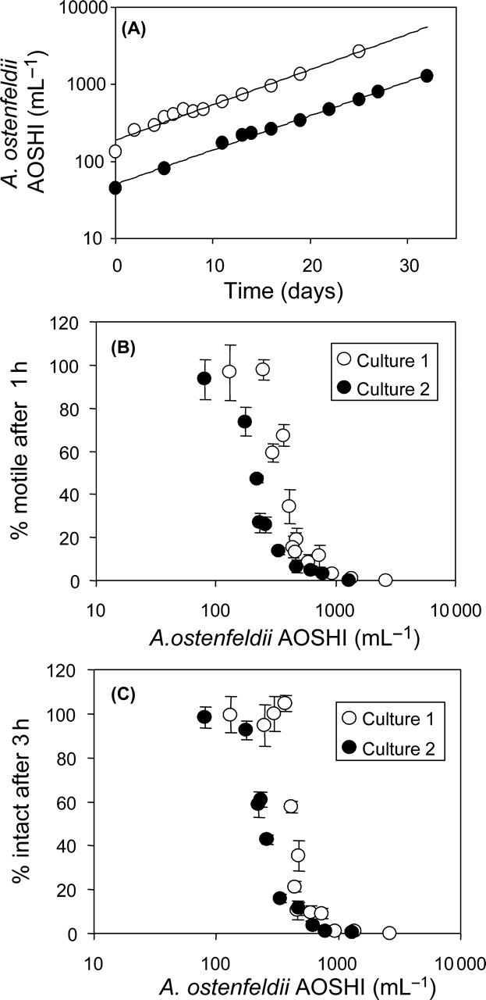 10000
(A)
1000
100
10
A. ostenfeldii
AOSHI (mL−1)
0 10 20 30
Time (days)
120
(B)
100
80
60
40
20
0
% motile after 1 h
Culture 1
Culture 2
10 100 1000 10 000
A.ostenfeldii AOSHI (mL−1)
120
(C)
100
80
60
40
20
0
% intact after 3 h
Culture 1
Culture 2
10 100 1000 10 000
A. ostenfeldii AOSHI (mL−1)